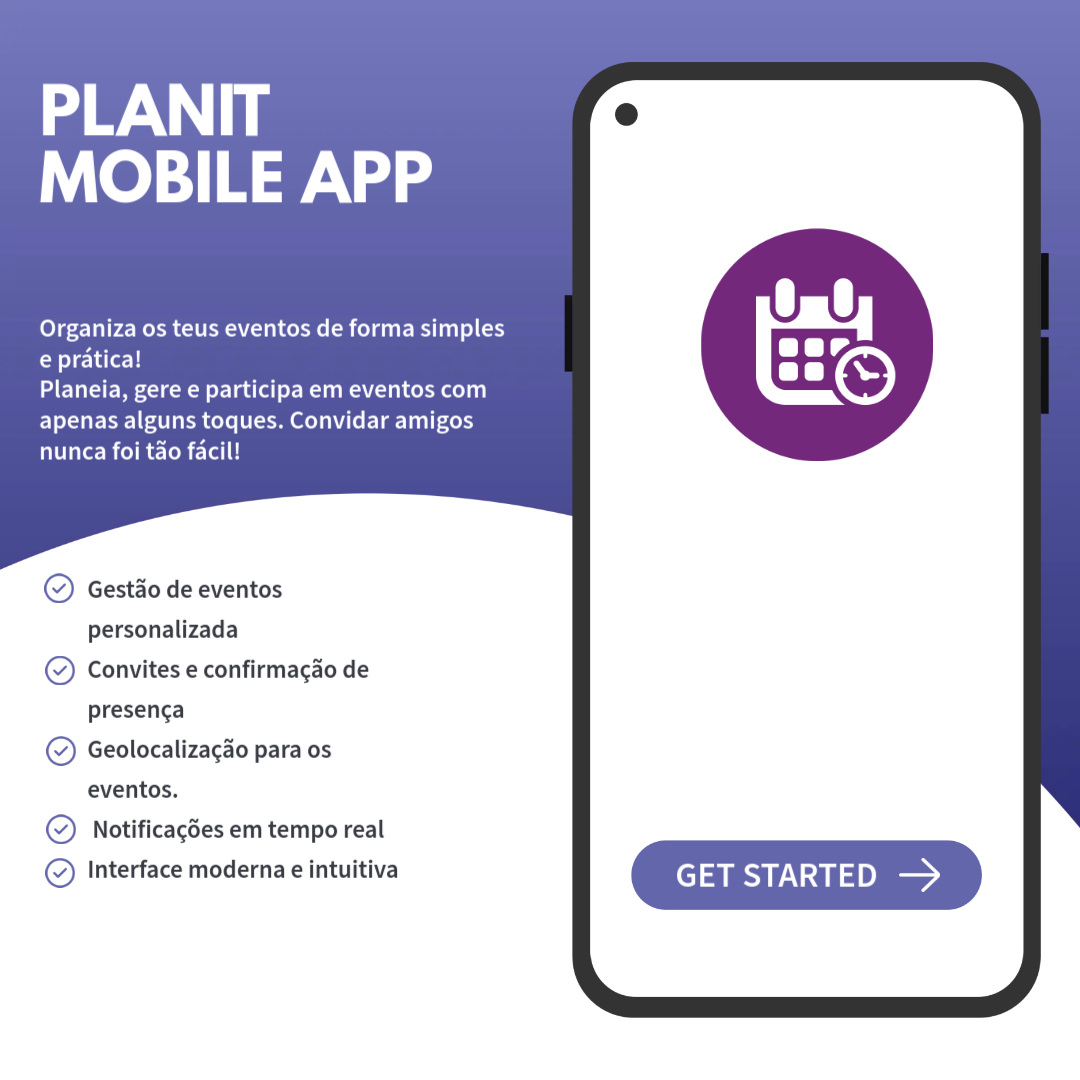 PLANIT
MOBILE APP
Organiza os teus eventos de forma simples
e prática!
Planeia, gere e participa em eventos com
apenas alguns toques. Convidar amigos
nunca foi tão fácil!
Gestão de eventos
personalizada
Convites e confirmação de
presença
Geolocalização para os
eventos.
Notificações em tempo real
Interface moderna e intuitiva
GET STARTED